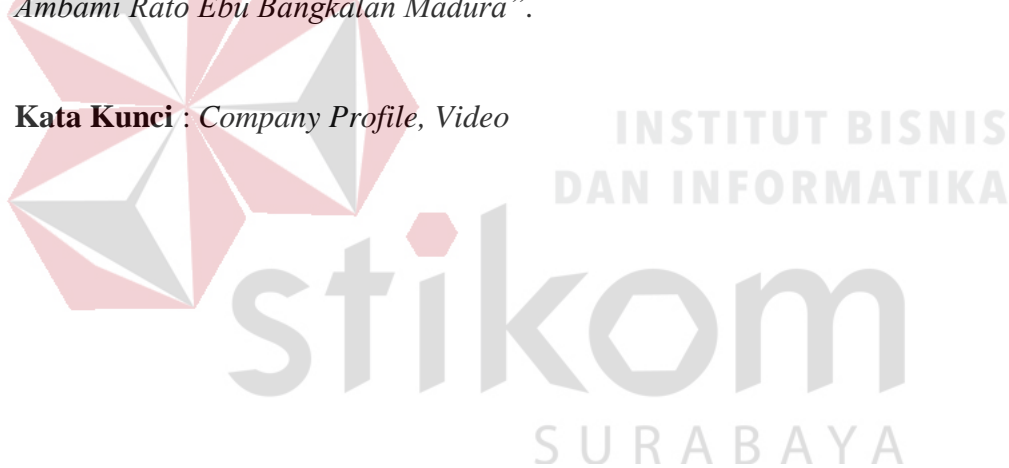 Ambami Rato Ebu Bangkalan Madura”.
Kata Kunci : Company Profile, Video
INSTITUT BISNIS
DAN INFORMATIKA
stikom
SURABAYA